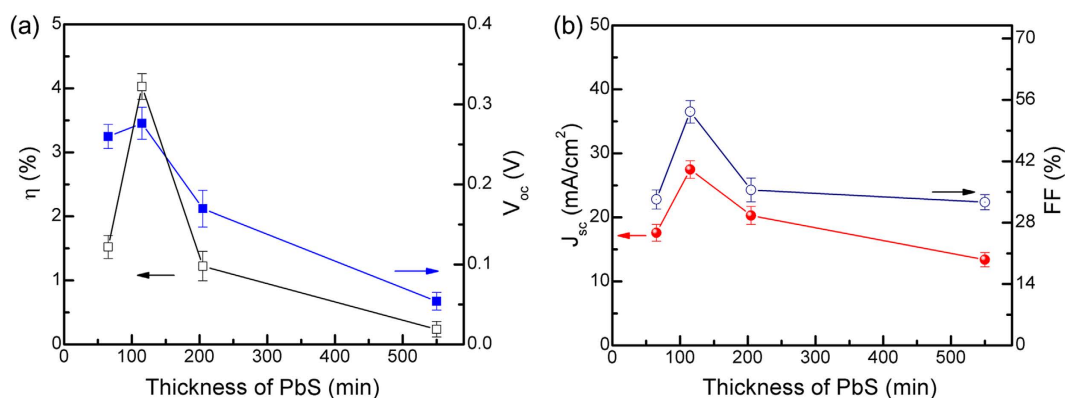 (a)
5
4
3
2
1
0
η (%)
0.4
0.3
0.2
0.1
0.0
V_oc (V)
0 100 200 300 400 500
Thickness of PbS (min)
(b)
50
40
30
20
10
0
J_sc (mA/cm²)
70
56
42
28
14
0
FF (%)
0 100 200 300 400 500
Thickness of PbS (min)